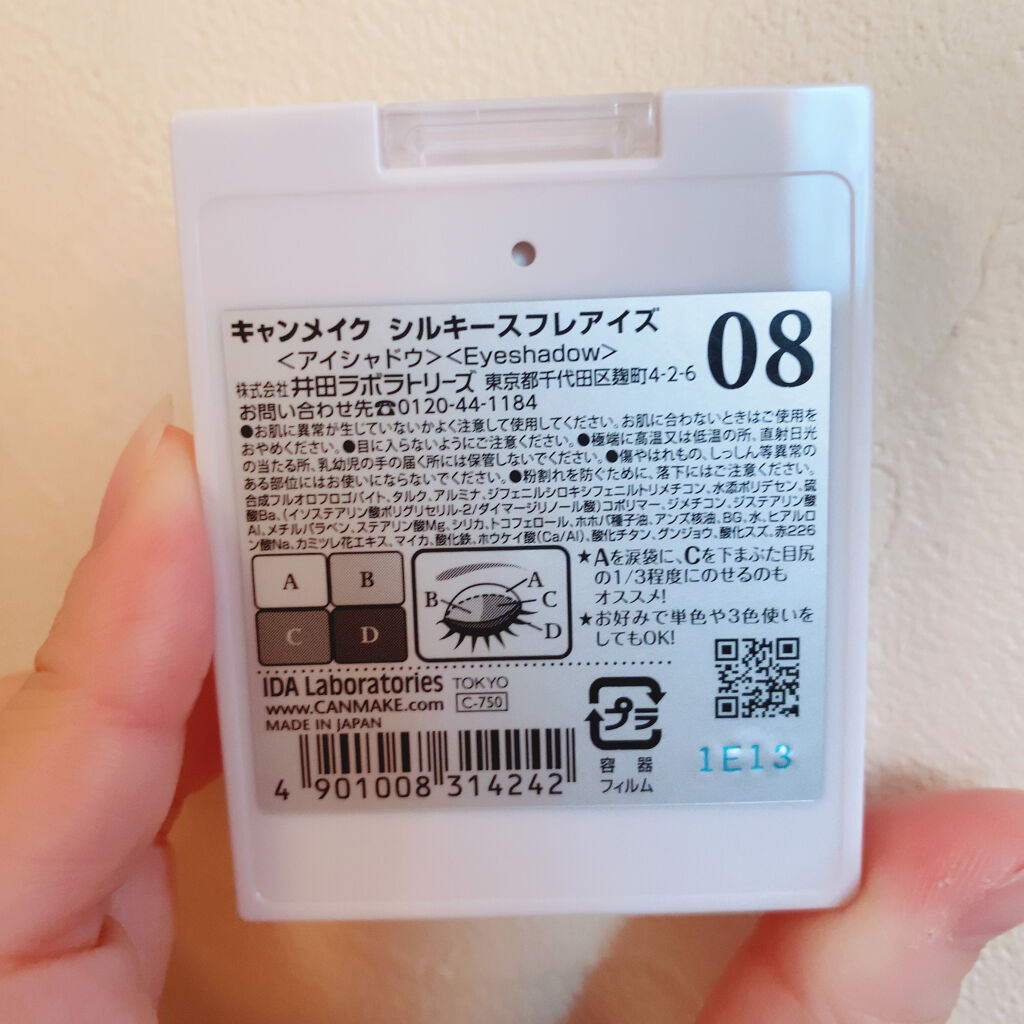 キャンメイク シルキースフレアイズ
08
＜アイシャドウ＞＜Eyeshadow＞
株式会社 井田ラボラトリーズ 東京都千代田区麹町4-2-6
お問い合わせ先☎0120-44-1184
●お肌に異常が生じていないかよく注意して使用してください。お肌に合わないときはご使用を
おやめください。●目に入らないようにご注意ください。●極端に高温又は低温の所、直射日光
の当たる所、乳幼児の手の届く所には保管しないでください。●傷やはれもの、しっしん等異常の
ある部位にはお使いにならないでください。●粉割れを防ぐために、落下にはご注意ください。
合成フルオロフロゴパイト、タルク、アルミナ、ジフェニルシロキシフェニルトリメチコン、水添ポリデセン、硫
酸Ba、(イソステアリン酸ポリグリセリル-2/ダイマージリノール酸)コポリマー、ジメチコン、ジステアリン酸
Al、メチルパラベン、ステアリン酸Mg、シリカ、トコフェロール、ホホバ種子油、アンズ核油、BG、水、ヒアルロ
ン酸Na、カミツレ花エキス、マイカ、酸化鉄、ホウケイ酸(Ca/Al)、酸化チタン、グンジョウ、酸化スズ、赤226
A B
C D
A
B C
D
★Aを涙袋に、Cを下まぶた目尻
の1/3程度にのせるのも
オススメ!
★お好みで単色や3色使いを
してもOK!
IDA Laboratories TOKYO
www.CANMAKE.com C-750
MADE IN JAPAN
4 901008 314242
プラ
容器
フィルム
1E13